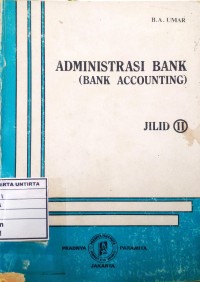 B.A. UMAR
ADMINISTRASI BANK
(BANK ACCOUNTING)
JILID II
ERTA UNTIRTA
PRADNYA PARAMITA
JAKARTA